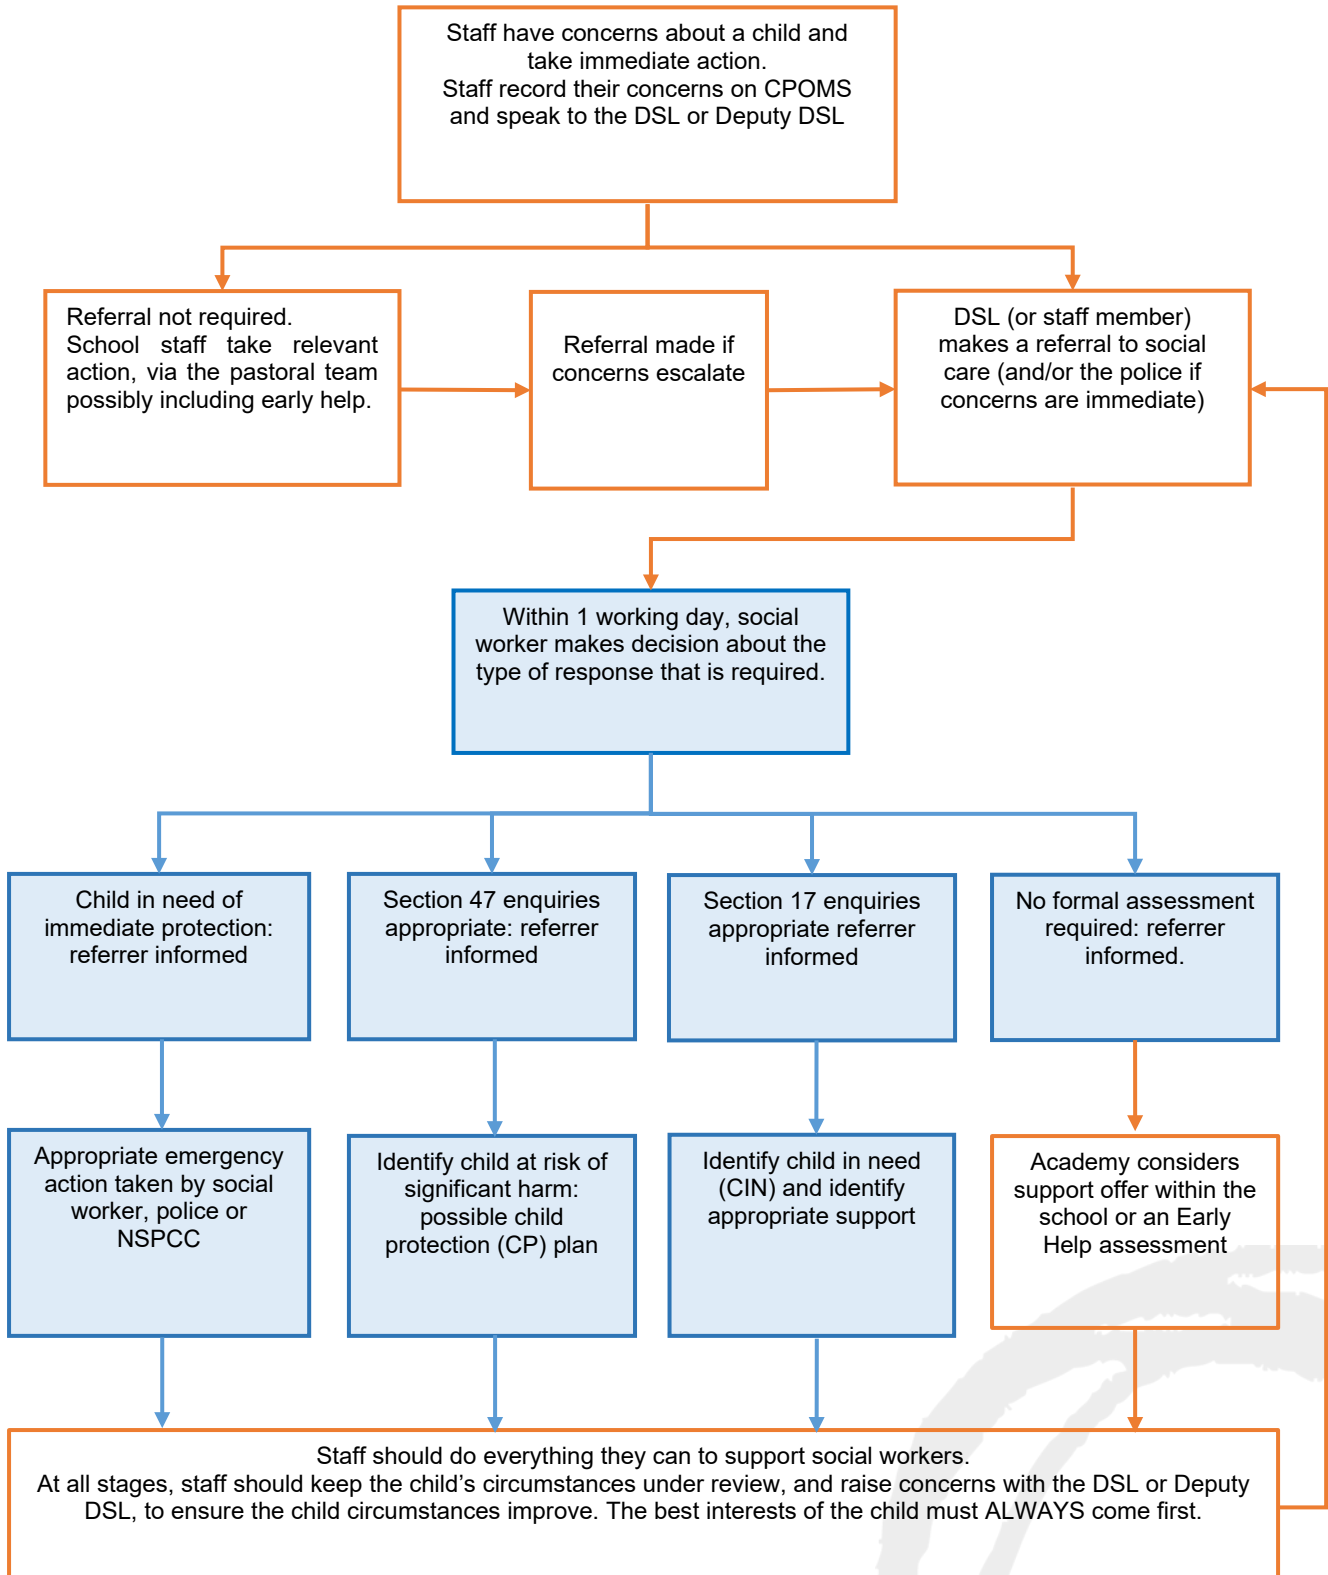 Staff have concerns about a child and
take immediate action.
Staff record their concerns on CPOMS
and speak to the DSL or Deputy DSL
Referral not required.
School staff take relevant
action, via the pastoral team
possibly including early help.
Referral made if
concerns escalate
DSL (or staff member)
makes a referral to social
care (and/or the police if
concerns are immediate)
Within 1 working day, social
worker makes decision about the
type of response that is required.
Child in need of
immediate protection:
referrer informed
Section 47 enquiries
appropriate: referrer
informed
Section 17 enquiries
appropriate referrer
informed
No formal assessment
required: referrer
informed.
Appropriate emergency
action taken by social
worker, police or
NSPCC
Identify child at risk of
significant harm:
possible child
protection (CP) plan
Identify child in need
(CIN) and identify
appropriate support
Academy considers
support offer within the
school or an Early
Help assessment
Staff should do everything they can to support social workers.
At all stages, staff should keep the child’s circumstances under review, and raise concerns with the DSL or Deputy
DSL, to ensure the child circumstances improve. The best interests of the child must ALWAYS come first.